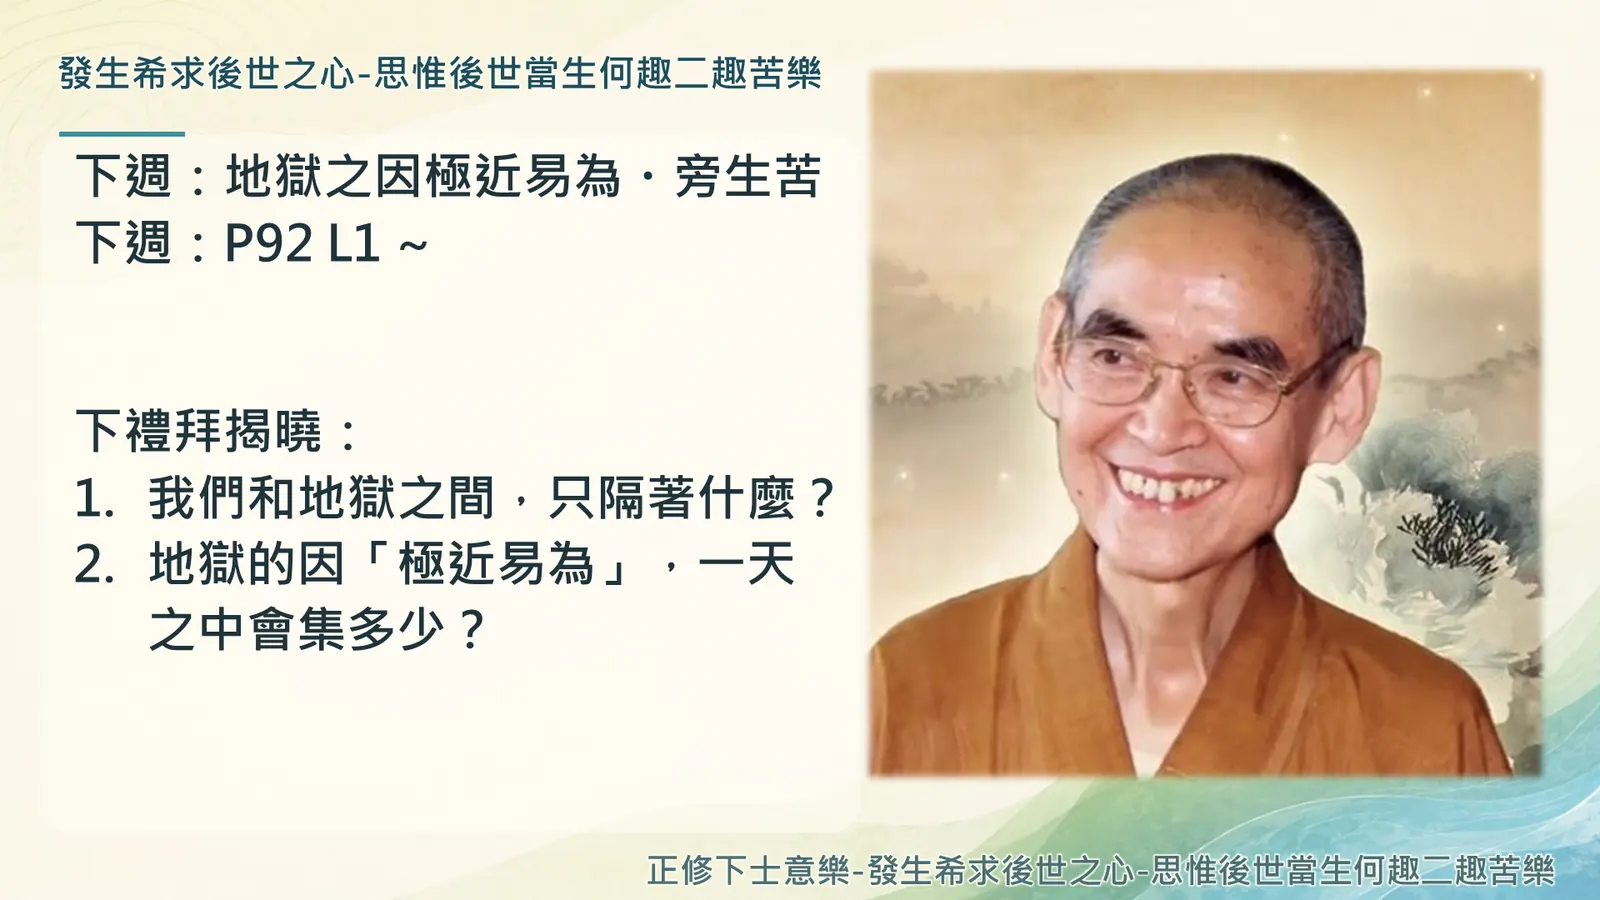 發生希求後世之心-思惟後世當生何趣二趣苦樂
下週：地獄之因極近易為．旁生苦
下週：P92 L1 ~
下禮拜揭曉：
1. 我們和地獄之間，只隔著什麼？
2. 地獄的因「極近易為」，一天
之中會集多少？
正修下士意樂-發生希求後世之心-思惟後世當生何趣二趣苦樂